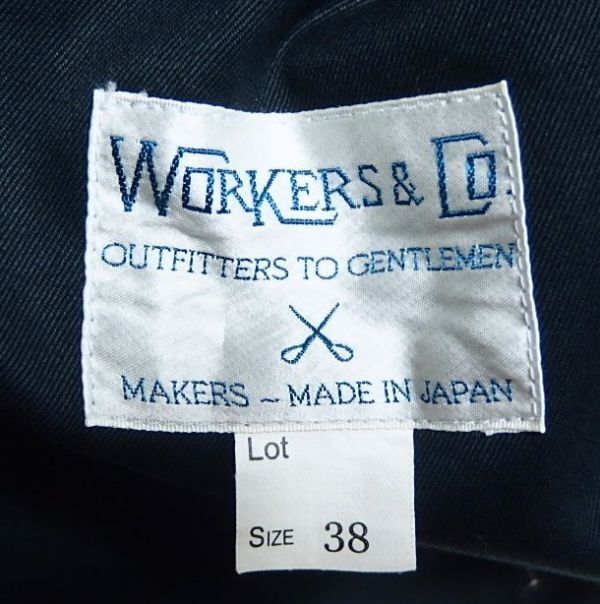 WORKERS & CO.
OUTFITTERS TO GENTLEMEN
MAKERS ~ MADE IN JAPAN
Lot
SIZE 38